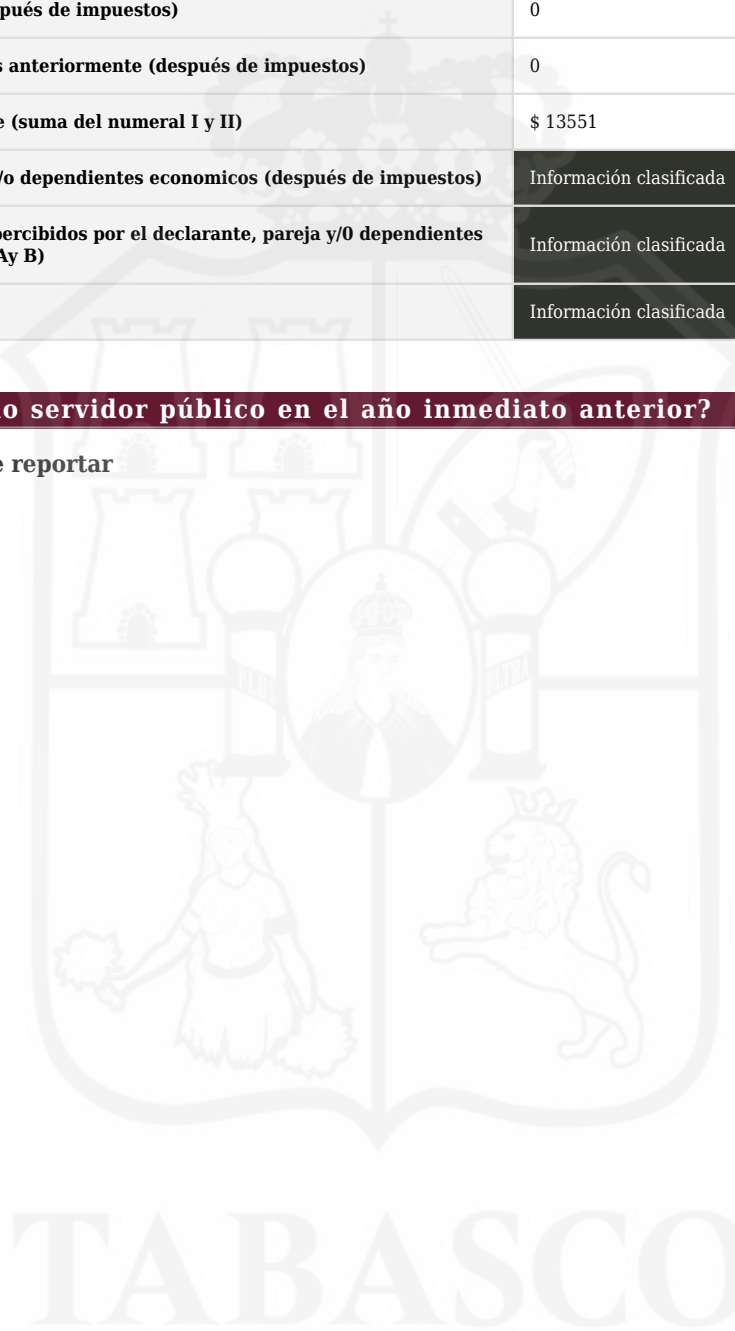 pués de impuestos) 0
s anteriormente (después de impuestos) 0
e (suma del numeral I y II) $ 13551
/o dependientes economicos (después de impuestos) Información clasificada
percibidos por el declarante, pareja y/0 dependientes
Ay B) Información clasificada
Información clasificada
o servidor público en el año inmediato anterior?
e reportar
PLUS ULTRA
TABASCO